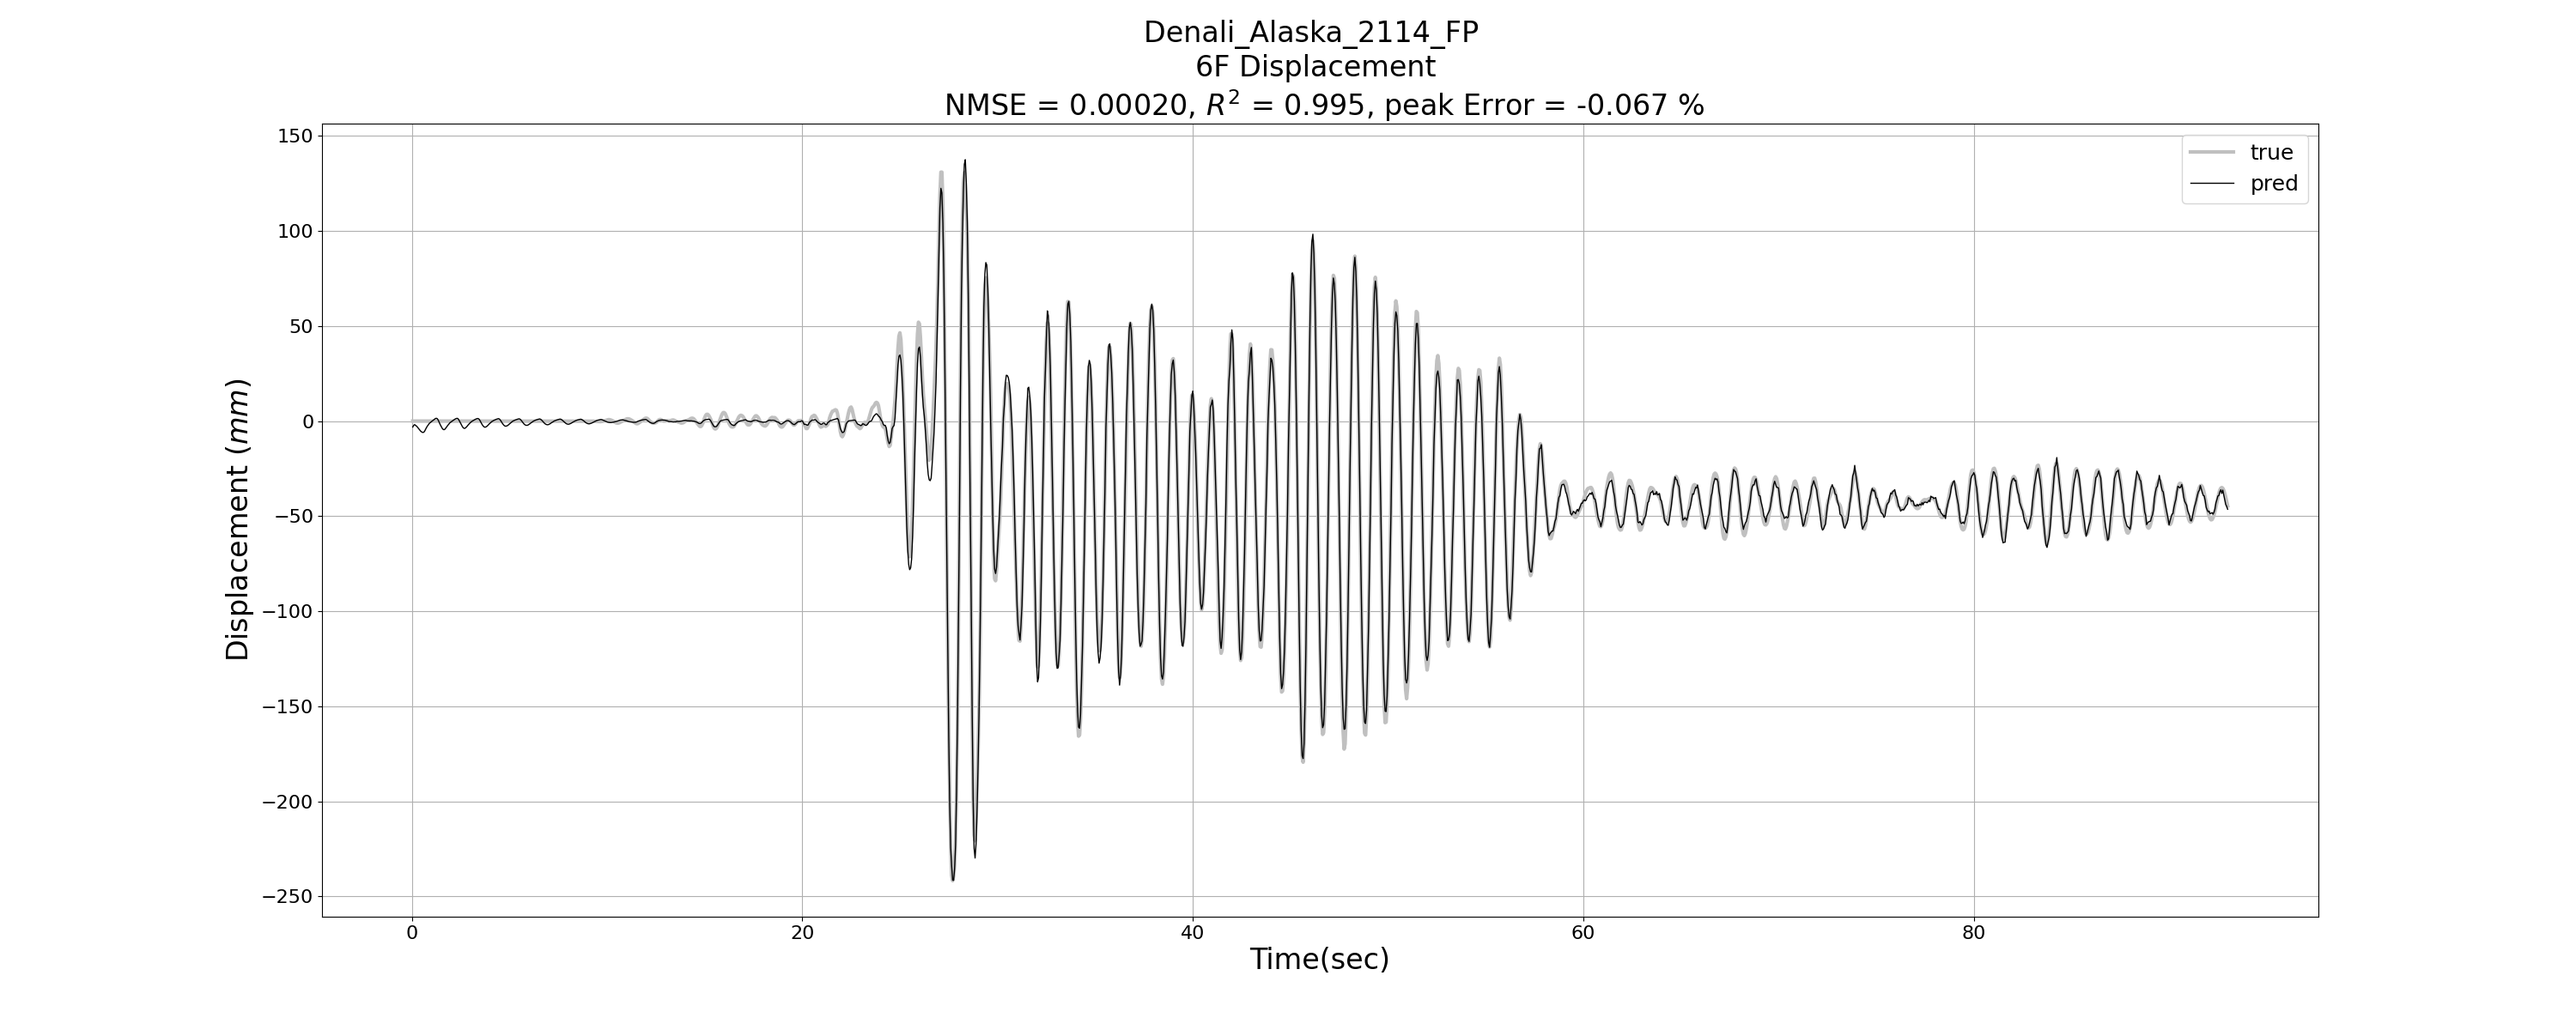 Denali_Alaska_2114_FP
6F Displacement
NMSE = 0.00020, R² = 0.995, peak Error = -0.067 %
true
pred
Displacement (mm)
150
100
50
0
−50
−100
−150
−200
−250
0 20 40 60 80
Time(sec)